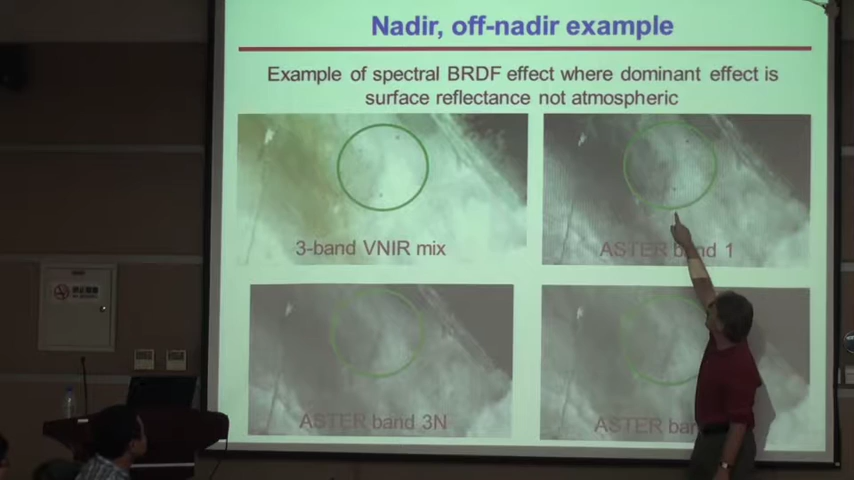 Nadir, off-nadir example
Example of spectral BRDF effect where dominant effect is
surface reflectance not atmospheric
3-band VNIR mix
ASTER band 1
ASTER band 3N
ASTER